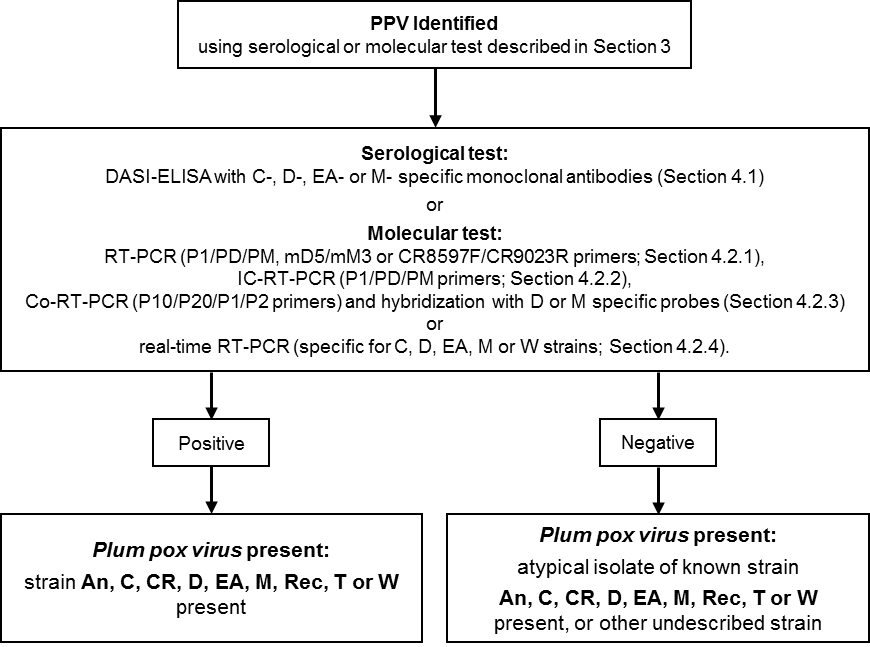 PPV Identified
using serological or molecular test described in Section 3
Serological test:
DASI-ELISA with C-, D-, EA- or M- specific monoclonal antibodies (Section 4.1)
or
Molecular test:
RT-PCR (P1/PD/PM, mD5/mM3 or CR8597F/CR9023R primers; Section 4.2.1),
IC-RT-PCR (P1/PD/PM primers; Section 4.2.2),
Co-RT-PCR (P10/P20/P1/P2 primers) and hybridization with D or M specific probes (Section 4.2.3)
or
real-time RT-PCR (specific for C, D, EA, M or W strains; Section 4.2.4).
Positive
Negative
Plum pox virus present:
strain An, C, CR, D, EA, M, Rec, T or W
present
Plum pox virus present:
atypical isolate of known strain
An, C, CR, D, EA, M, Rec, T or W
present, or other undescribed strain